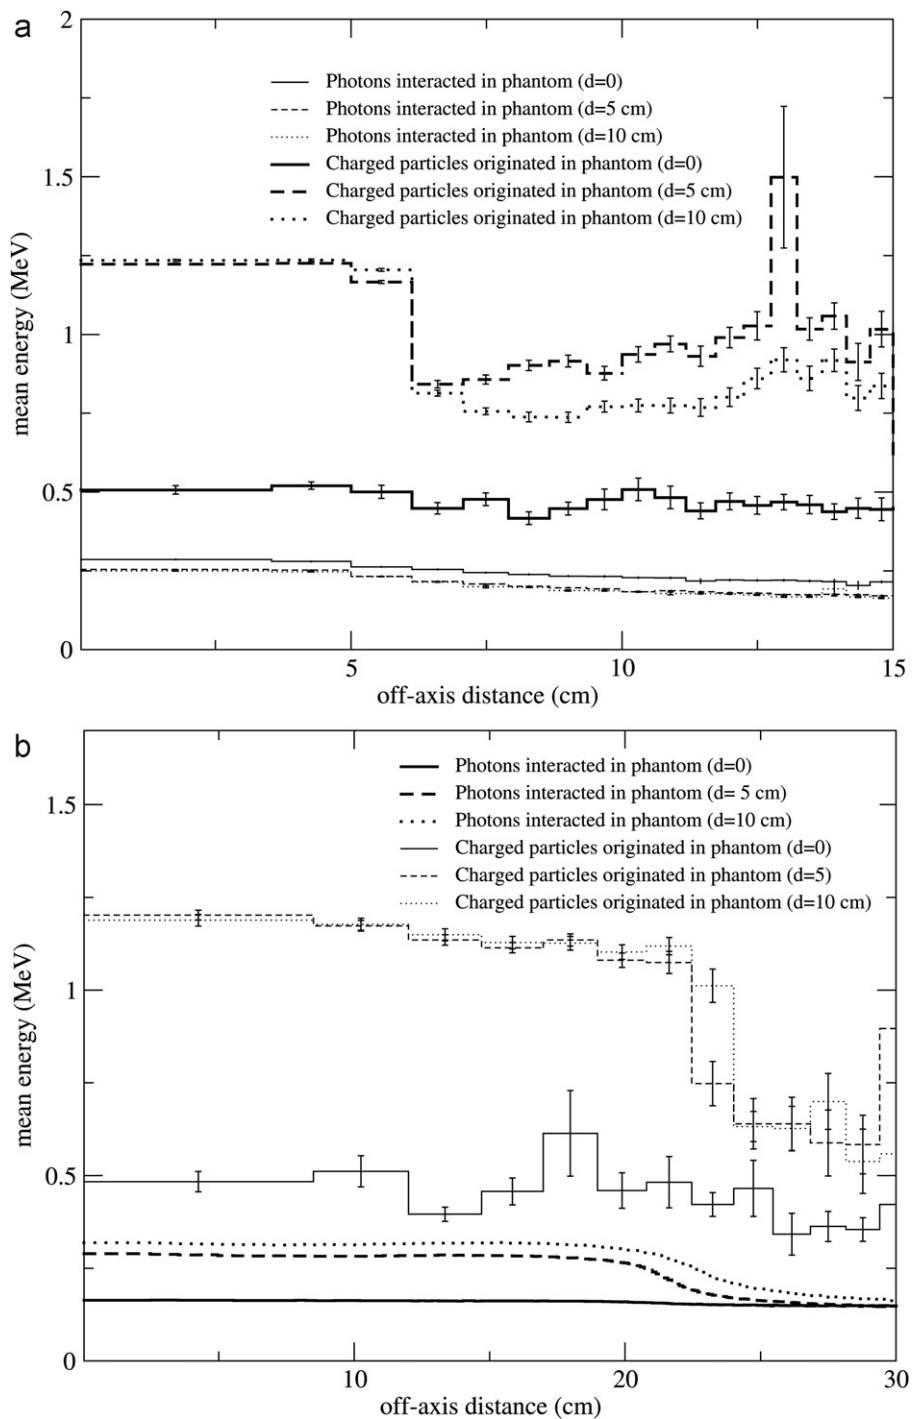 a
2
1.5
1
0.5
0
mean energy (MeV)
Photons interacted in phantom (d=0)
Photons interacted in phantom (d=5 cm)
Photons interacted in phantom (d=10 cm)
Charged particles originated in phantom (d=0)
Charged particles originated in phantom (d=5 cm)
Charged particles originated in phantom (d=10 cm)
5
10
15
off-axis distance (cm)
b
1.5
1
0.5
0
mean energy (MeV)
Photons interacted in phantom (d=0)
Photons interacted in phantom (d= 5 cm)
Photons interacted in phantom (d=10 cm)
Charged particles originated in phantom (d=0)
Charged particles originated in phantom (d=5)
Charged particles originated in phantom (d=10 cm)
10
20
30
off-axis distance (cm)